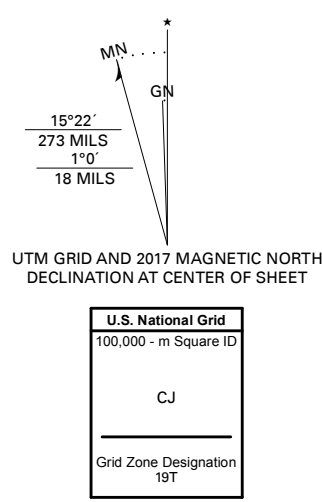 ★
MN
GN
15°22´
273 MILS
1°0´
18 MILS
UTM GRID AND 2017 MAGNETIC NORTH
DECLINATION AT CENTER OF SHEET
U.S. National Grid
100,000 - m Square ID
CJ
Grid Zone Designation
19T